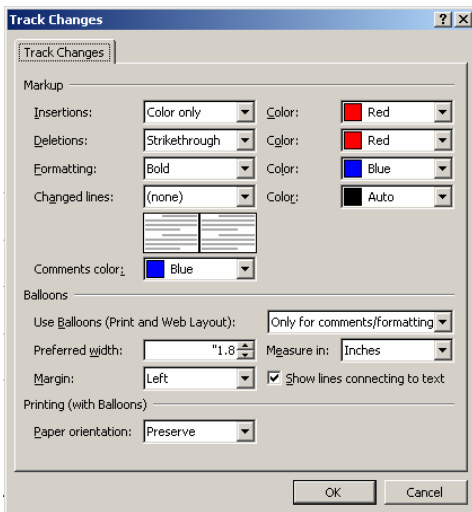 Track Changes
Track Changes
Markup
Insertions: Color only Color: Red
Deletions: Strikethrough Color: Red
Formatting: Bold Color: Blue
Changed lines: (none) Color: Auto
Comments color: Blue
Balloons
Use Balloons (Print and Web Layout): Only for comments/formatting
Preferred width: "1.8 Measure in: Inches
Margin: Left Show lines connecting to text
Printing (with Balloons)
Paper orientation: Preserve
OK Cancel